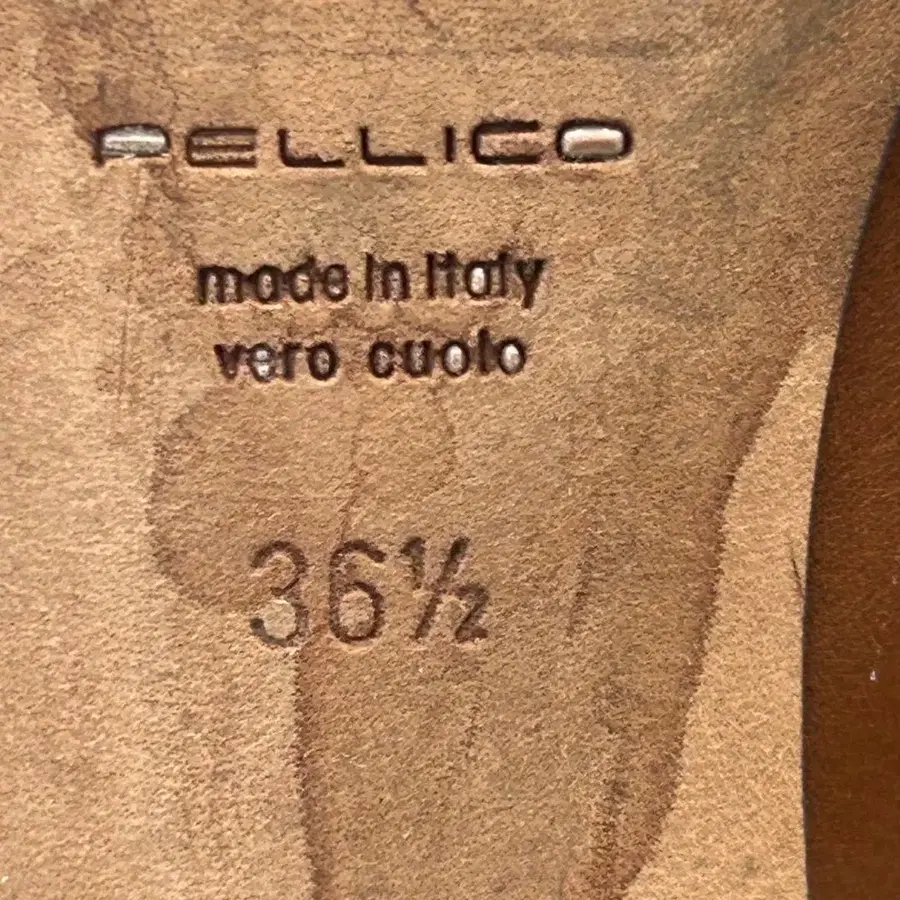 PELLICO
made in Italy
vero cuoio
36½